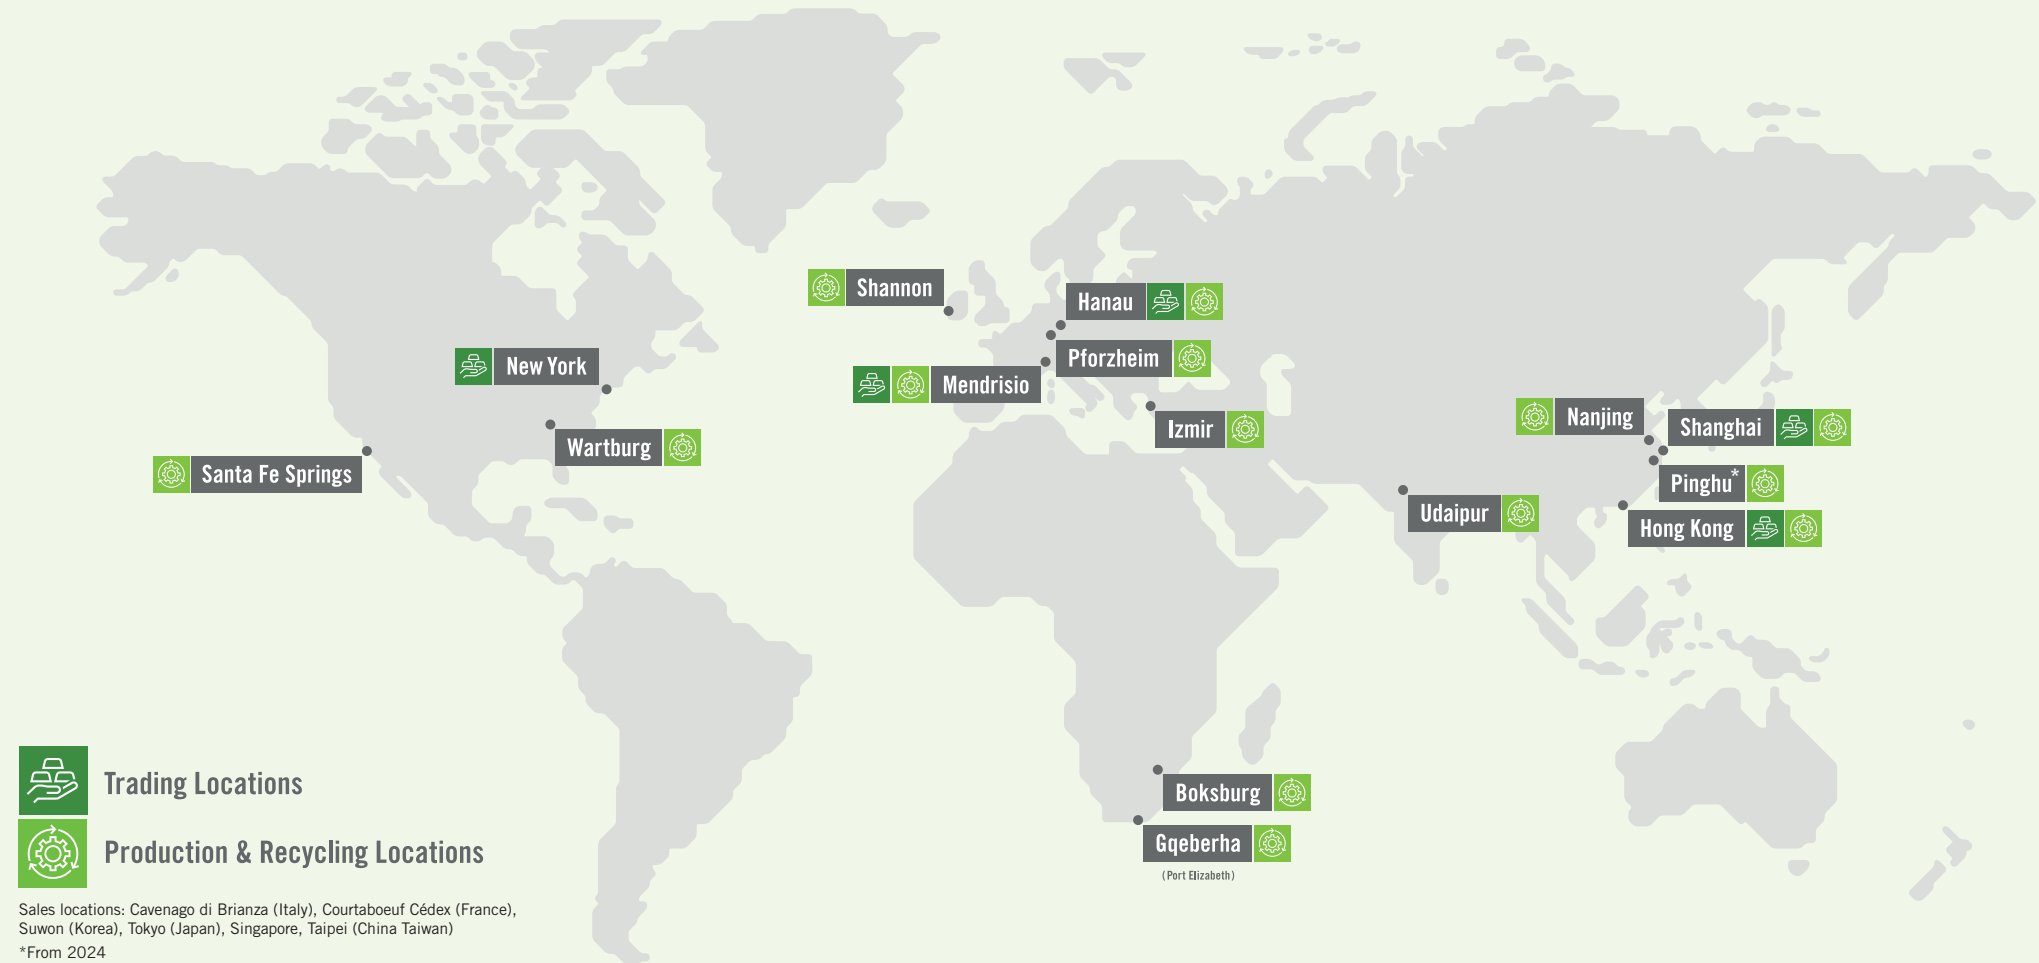 Shannon
Hanau
New York
Pforzheim
Mendrisio
Nanjing
Shanghai
Izmir
Wartburg
Santa Fe Springs
Pinghu*
Udaipur
Hong Kong
Trading Locations
Boksburg
Production & Recycling Locations
Gqeberha
(Port Elizabeth)
Sales locations: Cavenago di Brianza (Italy), Courtaboeuf Cédex (France),
Suwon (Korea), Tokyo (Japan), Singapore, Taipei (China Taiwan)
*From 2024